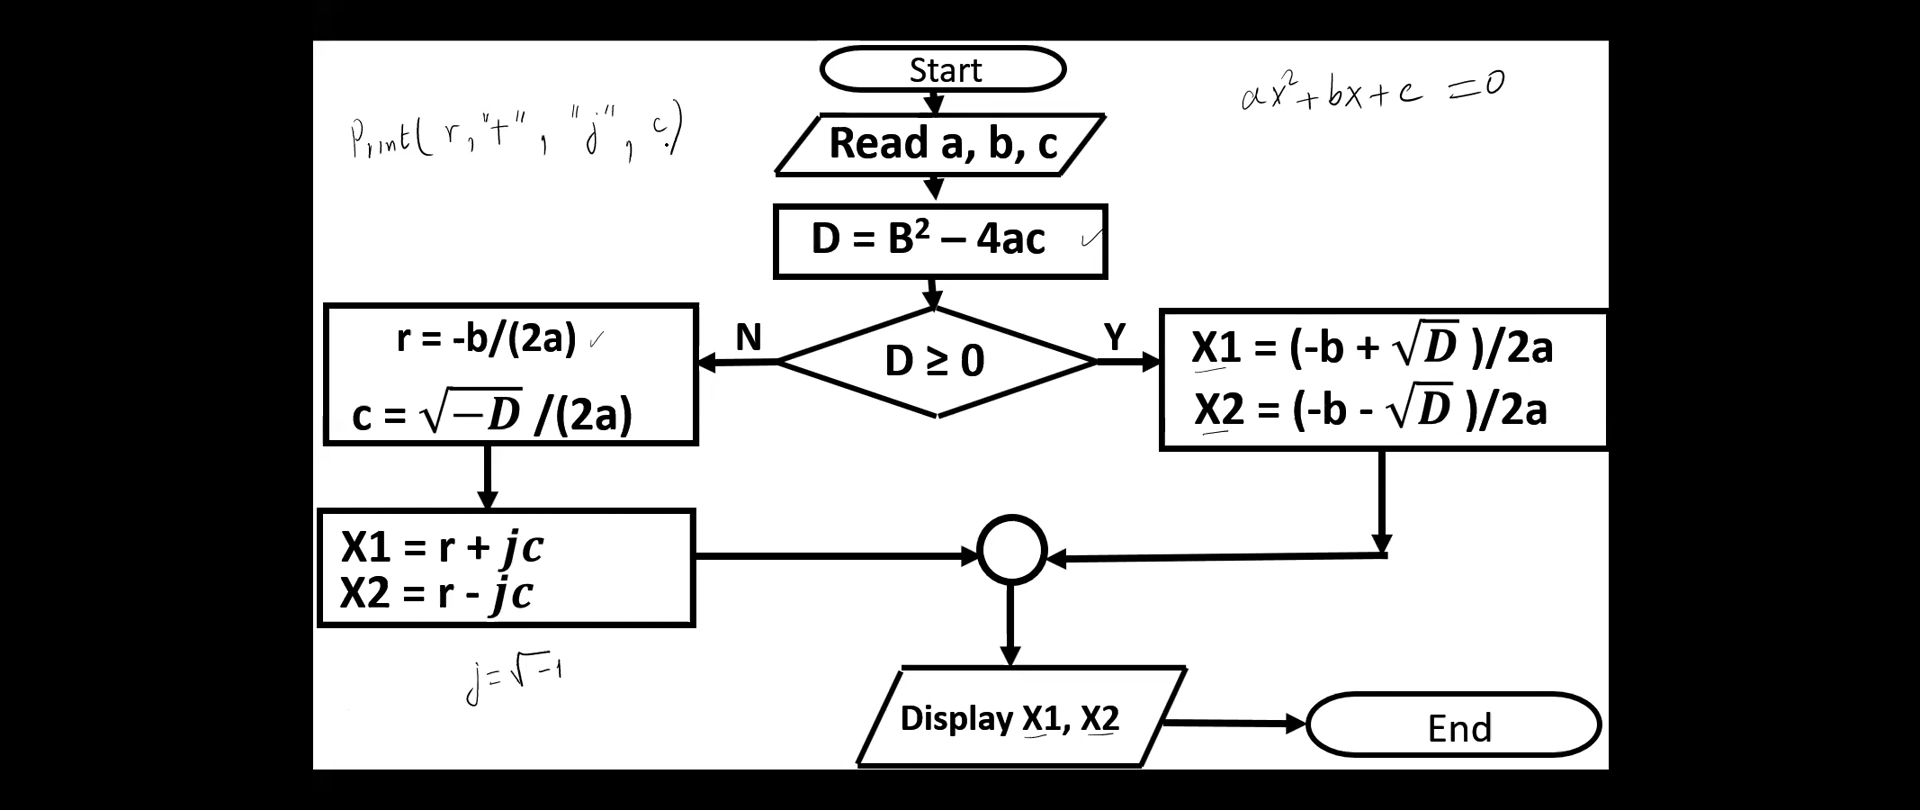 Start
ax²+bx+c =0
Print( r, "+", "j", c)
Read a, b, c
D = B² – 4ac
r = -b/(2a)
c = √−D /(2a)
N
D ≥ 0
Y
X1 = (-b + √D )/2a
X2 = (-b - √D )/2a
X1 = r + jc
X2 = r - jc
j=√-1
Display X1, X2
End